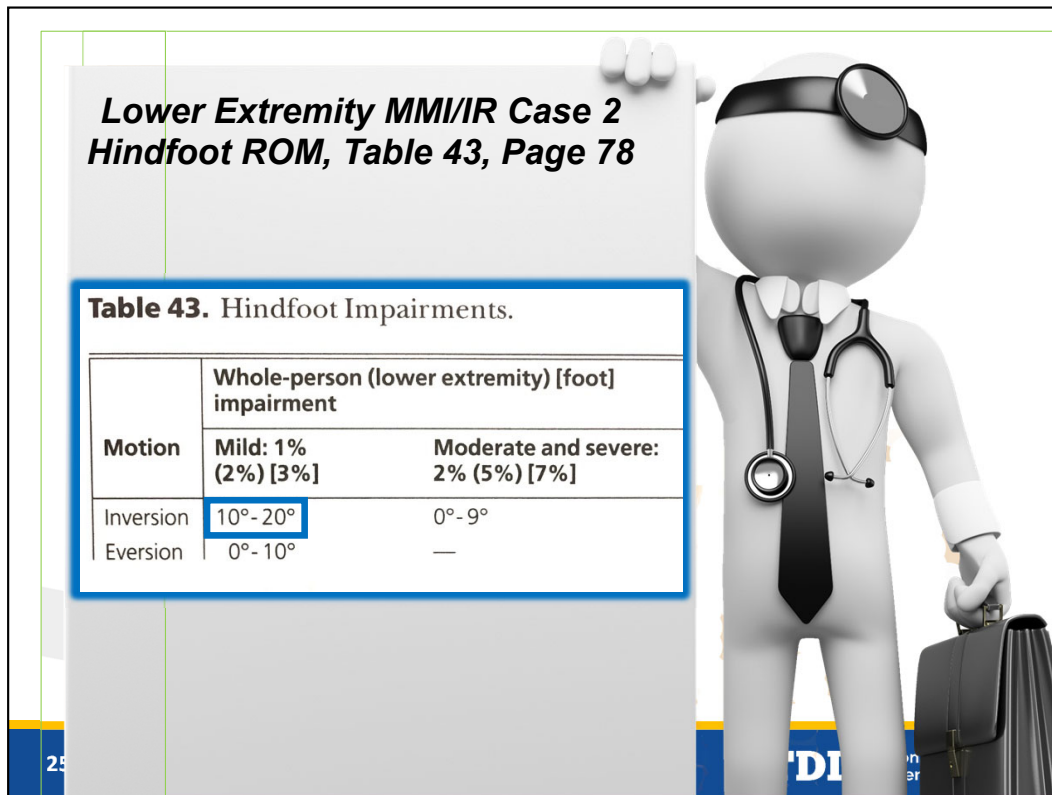 Lower Extremity MMI/IR Case 2
Hindfoot ROM, Table 43, Page 78
Table 43. Hindfoot Impairments.
Whole-person (lower extremity) [foot]
impairment
Motion Mild: 1% Moderate and severe:
(2%) [3%] 2% (5%) [7%]
Inversion 10°-20° 0°-9°
Eversion 0°-10° —